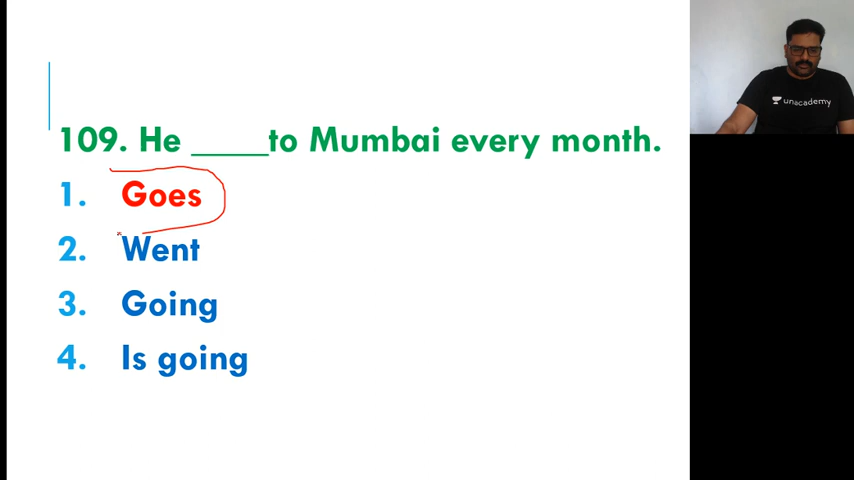 109. He _____to Mumbai every month.
1. Goes
2. Went
3. Going
4. Is going
unacademy